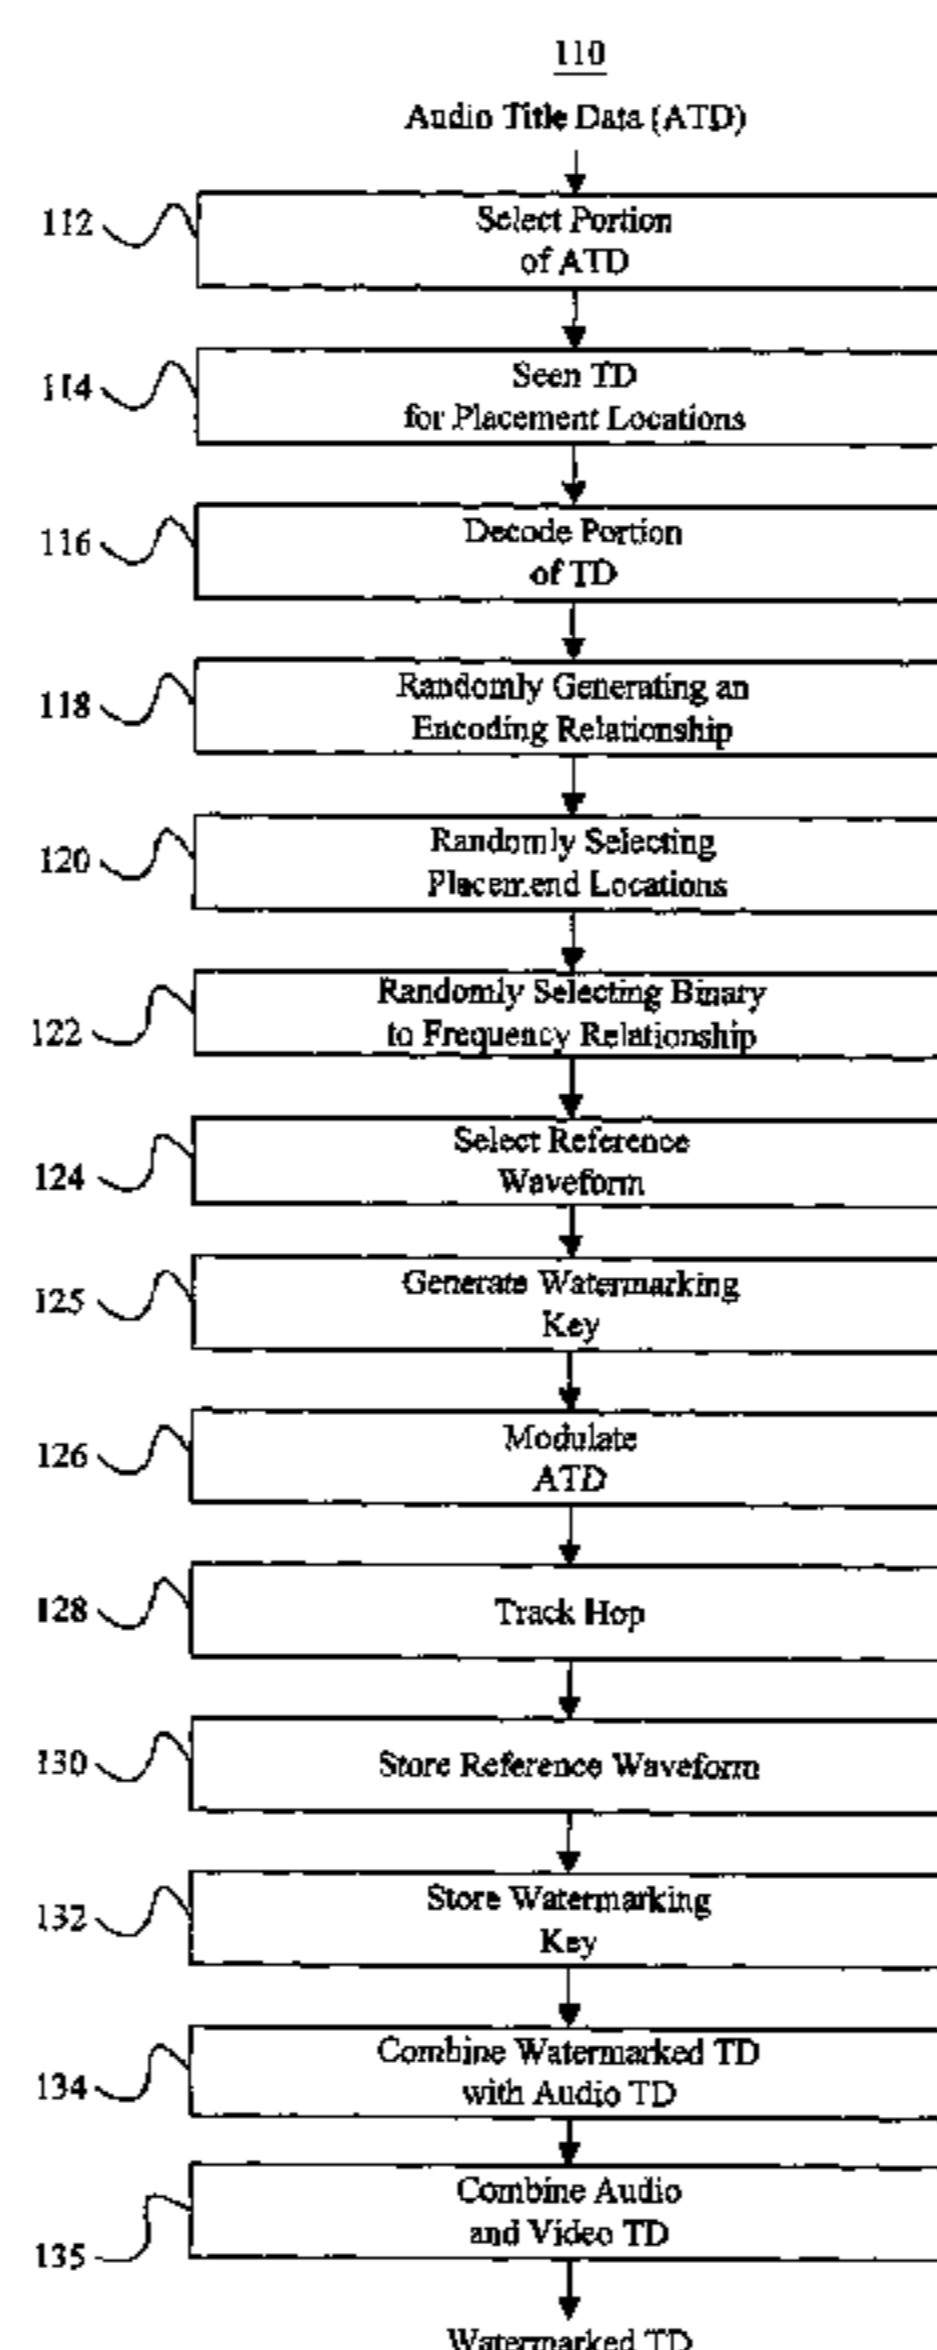 110
Audio Title Data (ATD)
112
Select Portion
of ATD
114
Seen TD
for Placement Locations
116
Decode Portion
of TD
118
Randomly Generating an
Encoding Relationship
120
Randomly Selecting
Placemend Locations
122
Randomly Selecting Binary
to Frequency Relationship
124
Select Reference
Waveform
125
Generate Watermarking
Key
126
Modulate
ATD
128
Track Hop
130
Store Reference Waveform
132
Store Watermarking
Key
134
Combine Watermarked TD
with Audio TD
135
Combine Audio
and Video TD
Watermarked TD